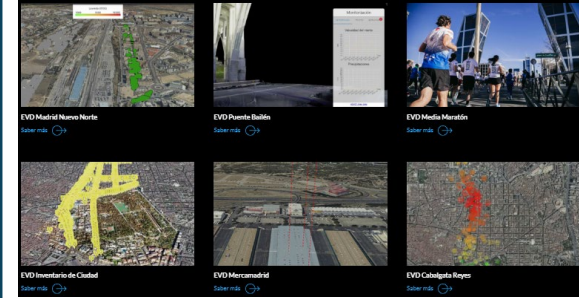 EVD Madrid Nuevo Norte
Saber más
EVD Puente Bailén
Saber más
EVD Media Maratón
Saber más
EVD Inventario de Ciudad
Saber más
EVD Mercamadrid
Saber más
EVD Cabalgata Reyes
Saber más